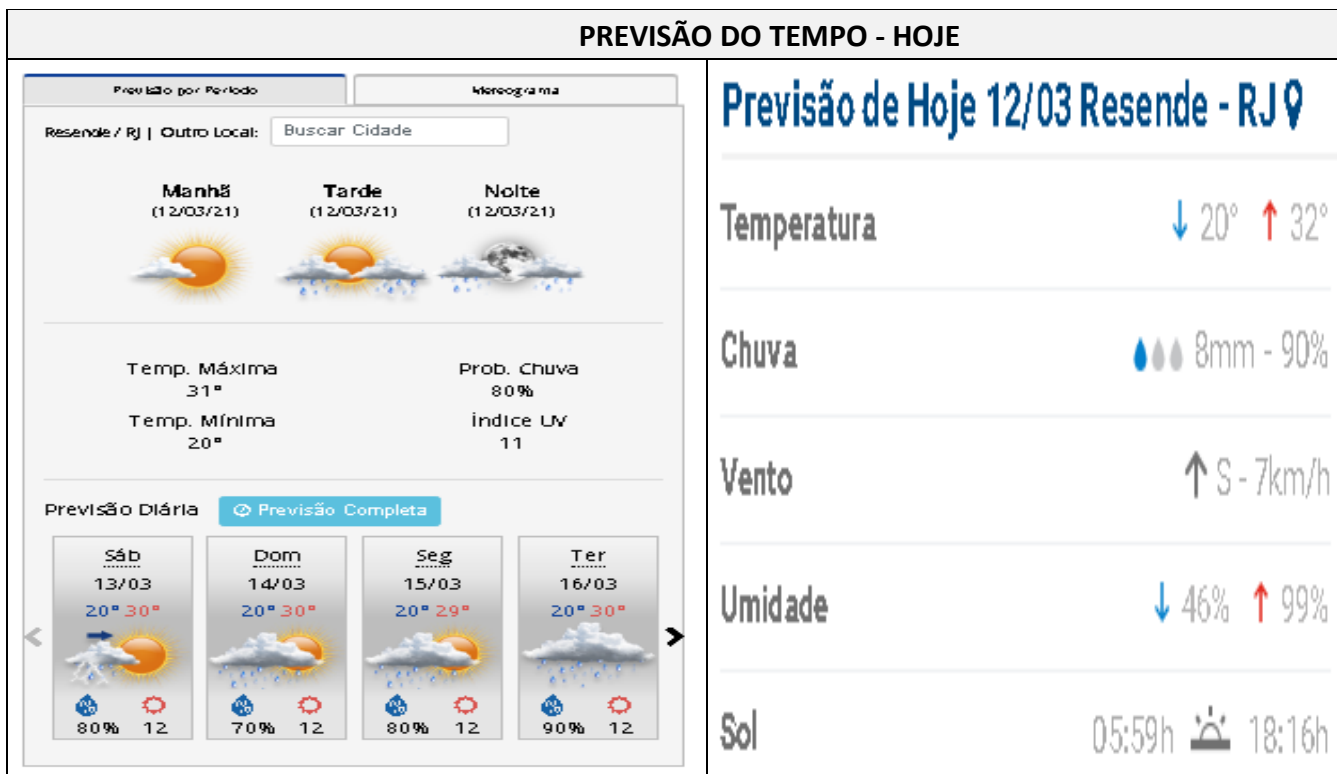 PREVISÃO DO TEMPO - HOJE
Previsão por Período Meteograma
Resende / RJ | Outro Local: Buscar Cidade
Manhã Tarde Noite
(12/03/21) (12/03/21) (12/03/21)
Temp. Máxima Prob. Chuva
31° 80%
Temp. Mínima Índice UV
20° 11
Previsão Diária Previsão Completa
Sáb Dom Seg Ter
13/03 14/03 15/03 16/03
20° 30° 20° 30° 20° 29° 20° 30°
80% 12 70% 12 80% 12 90% 12
Previsão de Hoje 12/03 Resende - RJ
Temperatura ↓ 20° ↑ 32°
Chuva 8mm - 90%
Vento ↑ S - 7km/h
Umidade ↓ 46% ↑ 99%
Sol 05:59h 18:16h